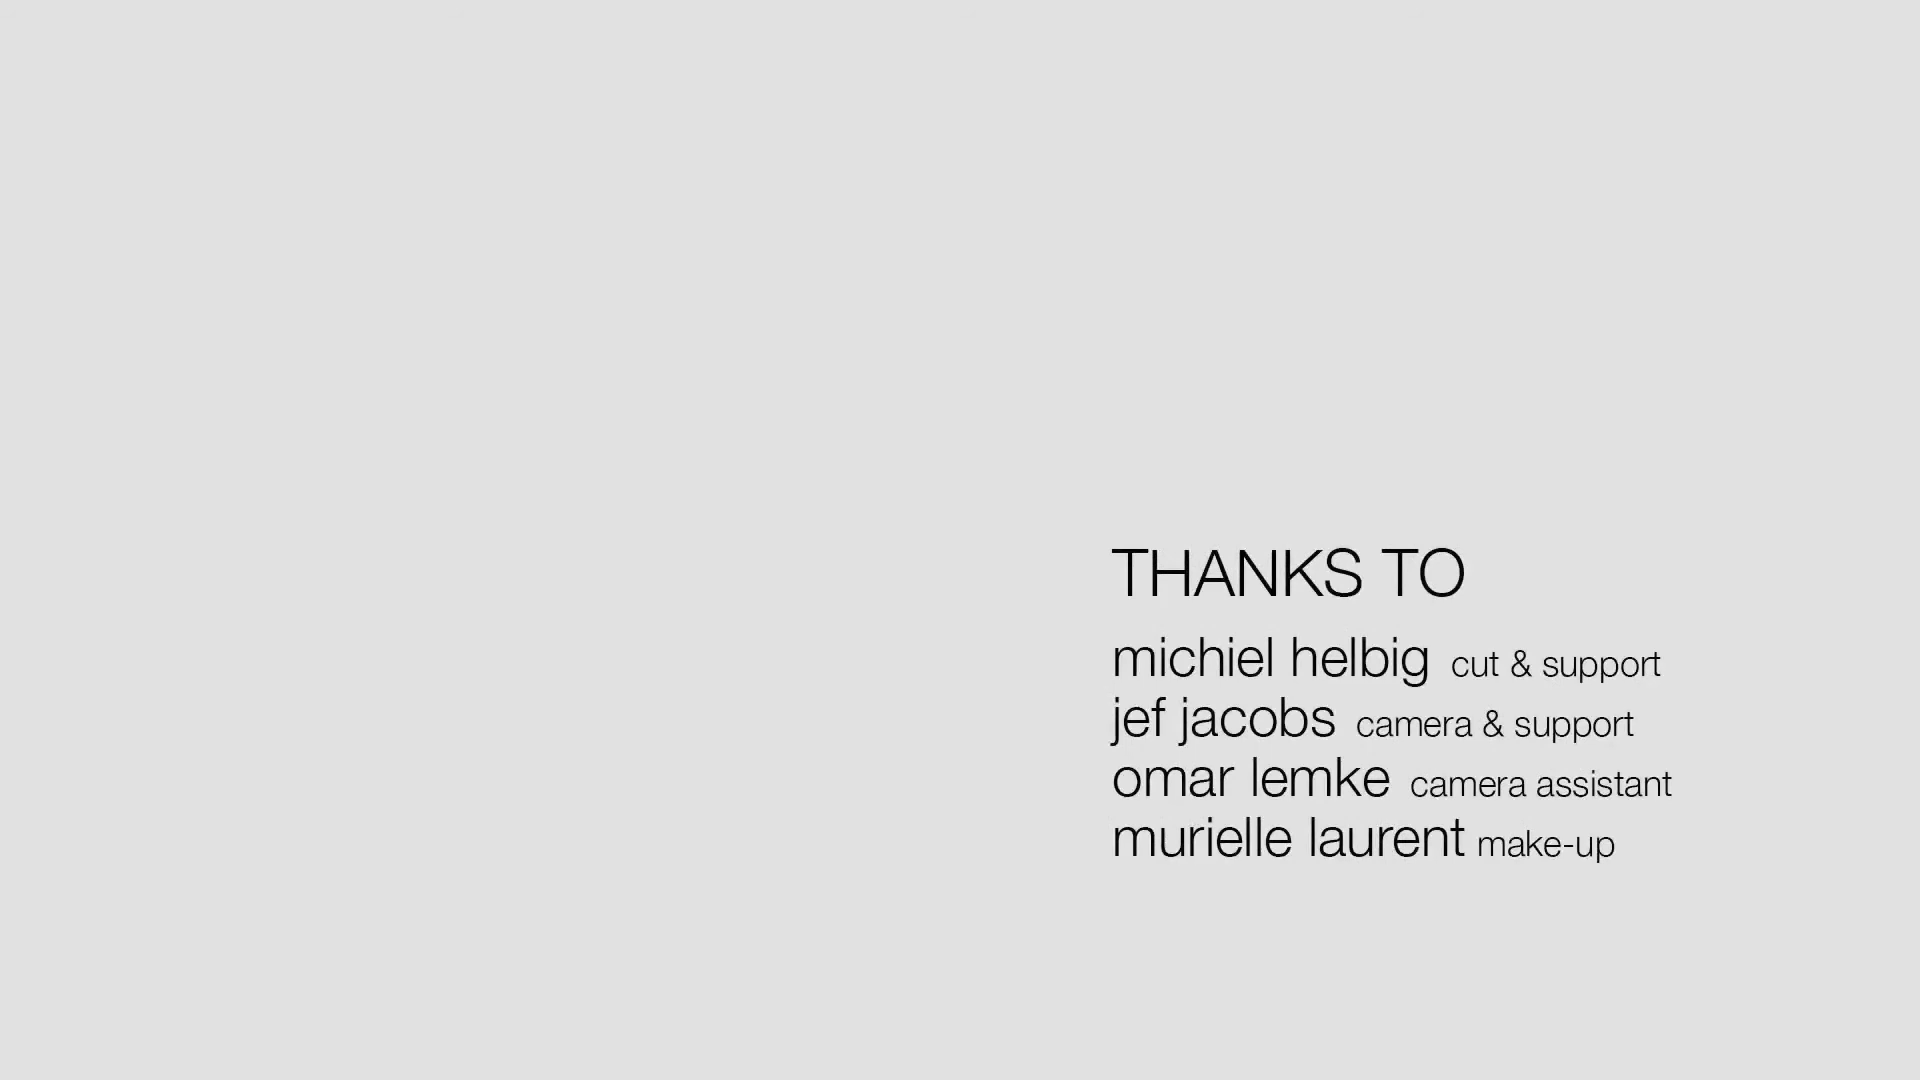 THANKS TO
michiel helbig cut & support
jef jacobs camera & support
omar lemke camera assistant
murielle laurent make-up